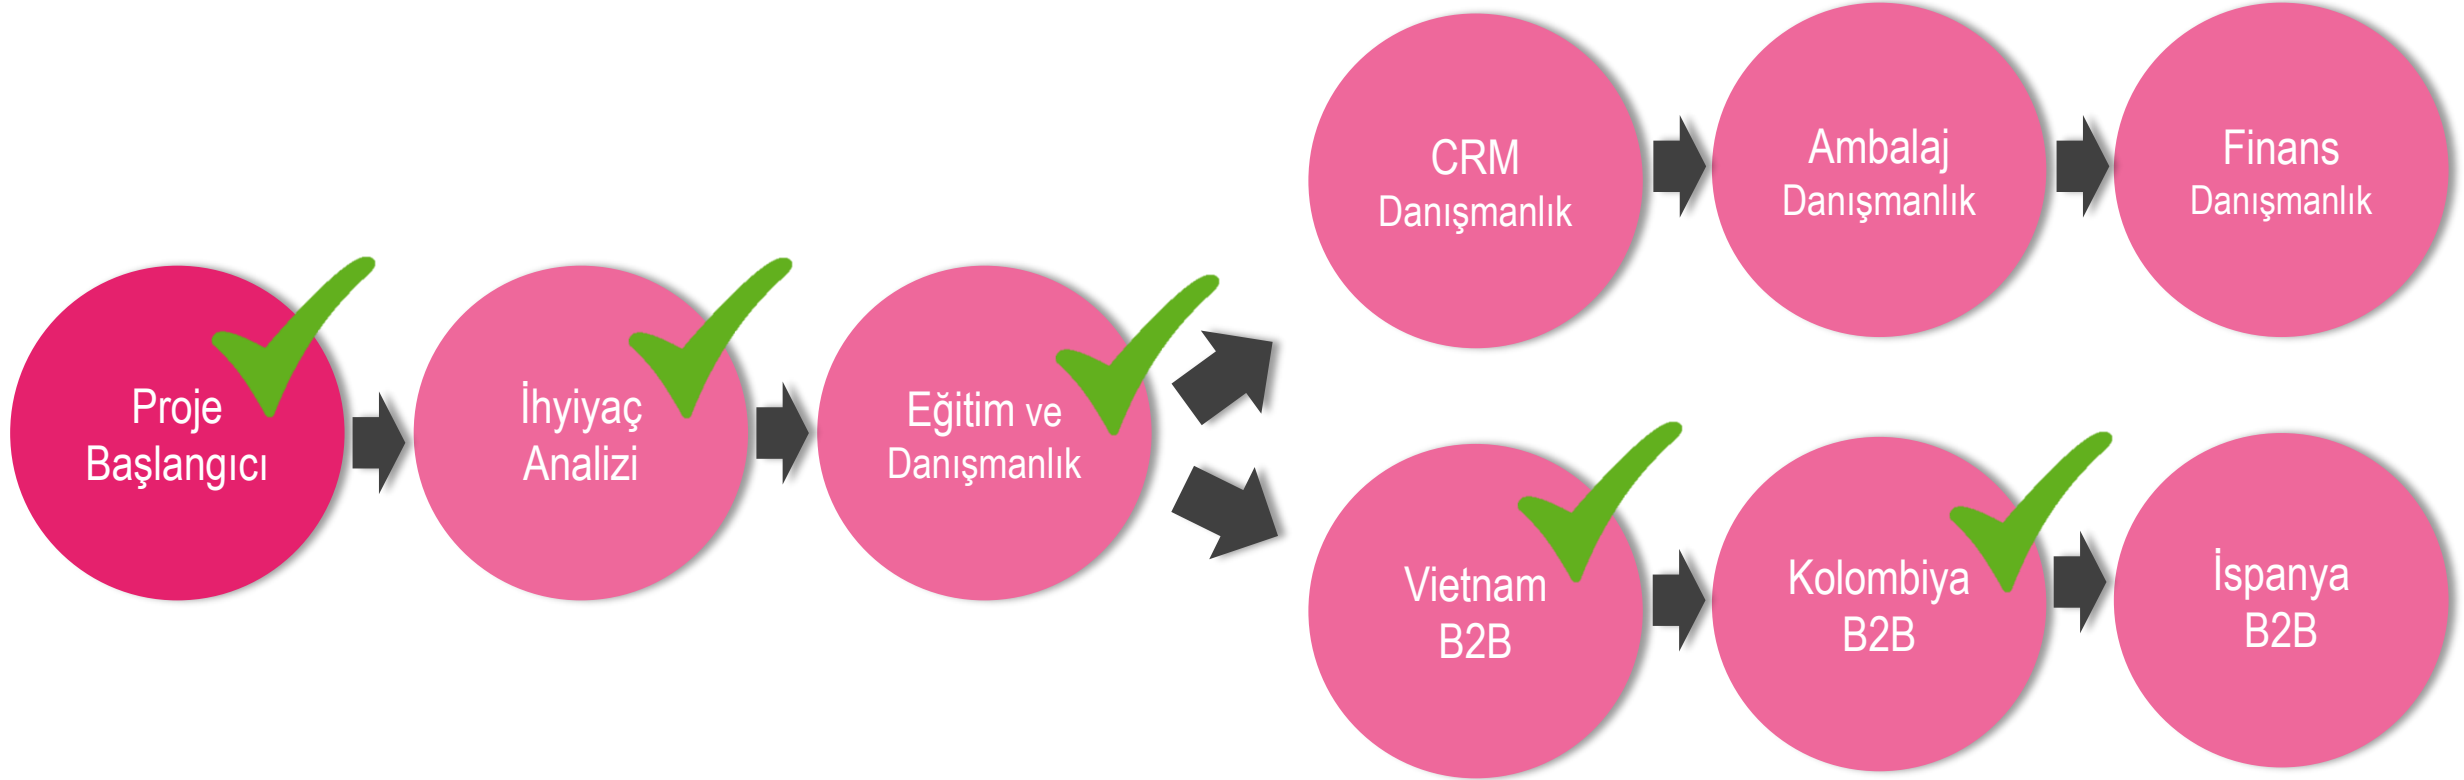 Proje
Başlangıcı
İhyiyaç
Analizi
Eğitim ve
Danışmanlık
CRM
Danışmanlık
Ambalaj
Danışmanlık
Finans
Danışmanlık
Vietnam
B2B
Kolombiya
B2B
İspanya
B2B